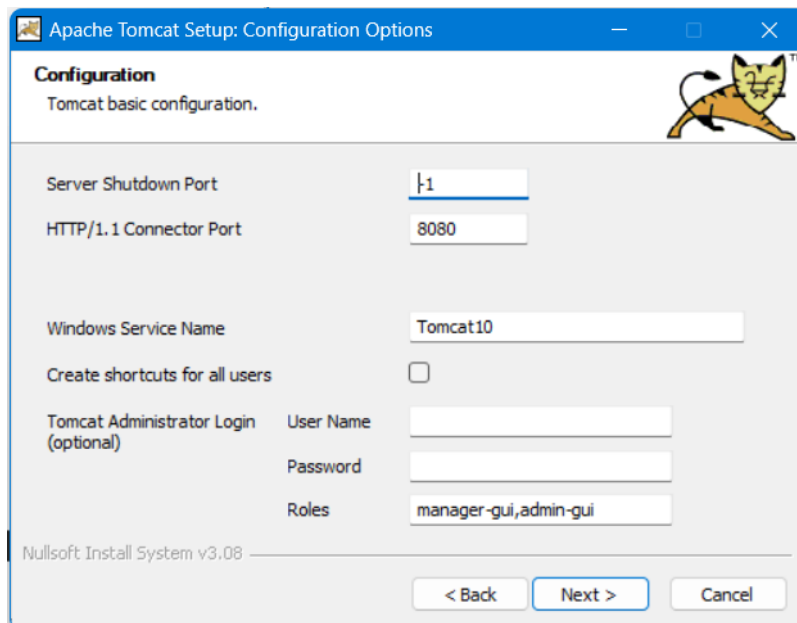 Apache Tomcat Setup: Configuration Options
Configuration
Tomcat basic configuration.
Server Shutdown Port
-1
HTTP/1.1 Connector Port
8080
Windows Service Name
Tomcat10
Create shortcuts for all users
Tomcat Administrator Login
(optional)
User Name
Password
Roles
manager-gui,admin-gui
Nullsoft Install System v3.08
< Back
Next >
Cancel